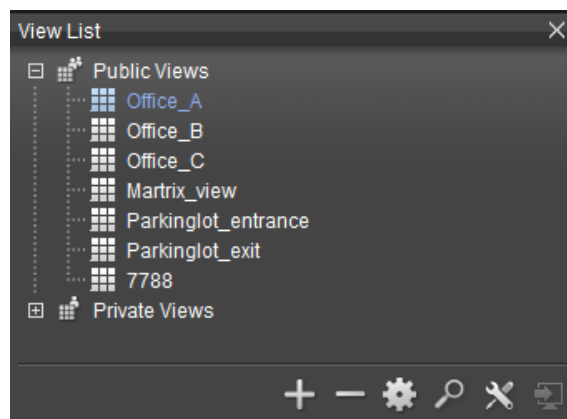 View List
Public Views
Office_A
Office_B
Office_C
Martrix_view
Parkinglot_entrance
Parkinglot_exit
7788
Private Views